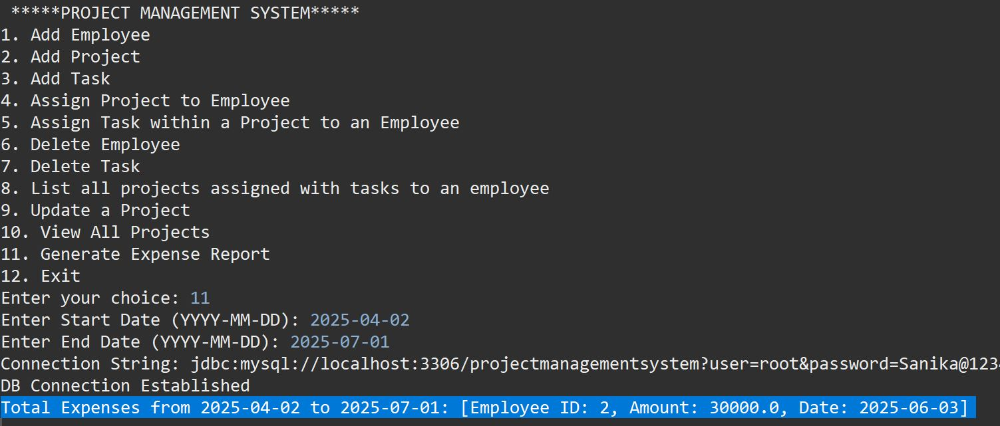 *****PROJECT MANAGEMENT SYSTEM*****
1. Add Employee
2. Add Project
3. Add Task
4. Assign Project to Employee
5. Assign Task within a Project to an Employee
6. Delete Employee
7. Delete Task
8. List all projects assigned with tasks to an employee
9. Update a Project
10. View All Projects
11. Generate Expense Report
12. Exit
Enter your choice: 11
Enter Start Date (YYYY-MM-DD): 2025-04-02
Enter End Date (YYYY-MM-DD): 2025-07-01
Connection String: jdbc:mysql://localhost:3306/projectmanagementsystem?user=root&password=Sanika@123
DB Connection Established
Total Expenses from 2025-04-02 to 2025-07-01: [Employee ID: 2, Amount: 30000.0, Date: 2025-06-03]